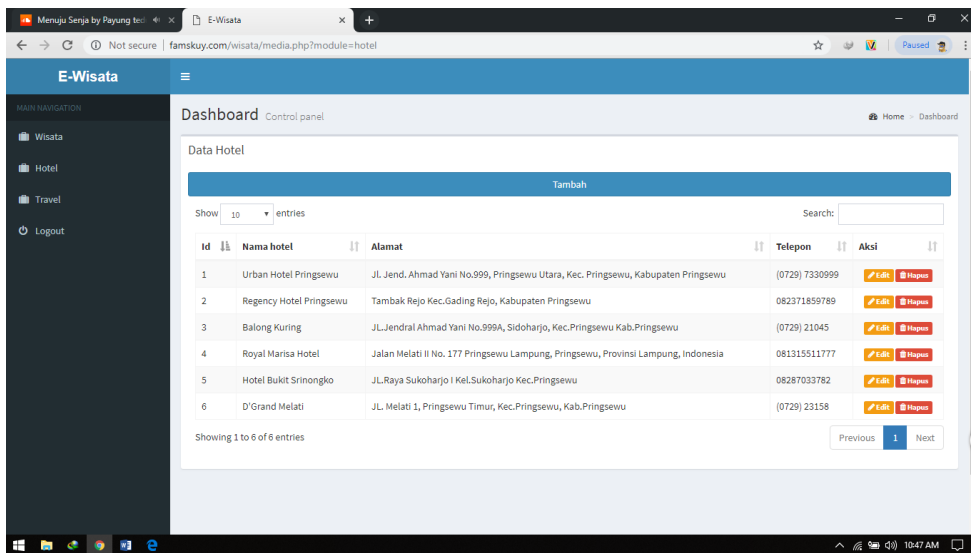 Menuju Senja by Payung ted
E-Wisata
Not secure | famskuy.com/wisata/media.php?module=hotel
Paused
E-Wisata
MAIN NAVIGATION
Wisata
Hotel
Travel
Logout
Dashboard Control panel
Home > Dashboard
Data Hotel
Tambah
Show 10 entries
Search:
Id Nama hotel Alamat Telepon Aksi
1 Urban Hotel Pringsewu Jl. Jend. Ahmad Yani No.999, Pringsewu Utara, Kec. Pringsewu, Kabupaten Pringsewu (0729) 7330999 Edit Hapus
2 Regency Hotel Pringsewu Tambak Rejo Kec.Gading Rejo, Kabupaten Pringsewu 082371859789 Edit Hapus
3 Balong Kuring JL.Jendral Ahmad Yani No.999A, Sidoharjo, Kec.Pringsewu Kab.Pringsewu (0729) 21045 Edit Hapus
4 Royal Marisa Hotel Jalan Melati II No. 177 Pringsewu Lampung, Pringsewu, Provinsi Lampung, Indonesia 081315511777 Edit Hapus
5 Hotel Bukit Srinongko JL.Raya Sukoharjo I Kel.Sukoharjo Kec.Pringsewu 08287033782 Edit Hapus
6 D'Grand Melati JL. Melati 1, Pringsewu Timur, Kec.Pringsewu, Kab.Pringsewu (0729) 23158 Edit Hapus
Showing 1 to 6 of 6 entries
Previous 1 Next
10:47 AM